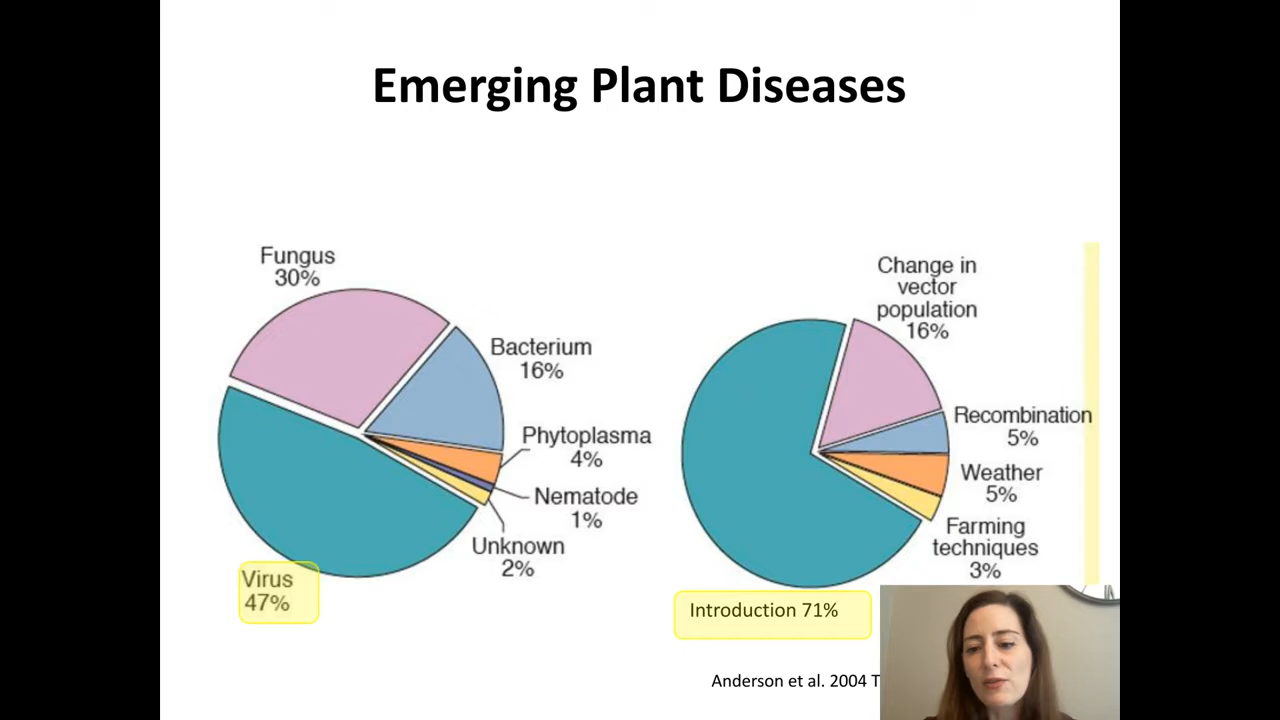 Emerging Plant Diseases
Fungus
30%
Bacterium
16%
Phytoplasma
4%
Nematode
1%
Unknown
2%
Virus
47%
Change in
vector
population
16%
Recombination
5%
Weather
5%
Farming
techniques
3%
Introduction 71%
Anderson et al. 2004 T